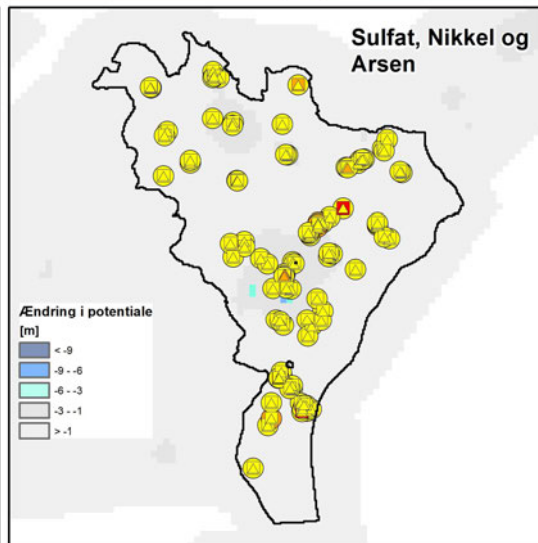 Sulfat, Nikkel og
Arsen
Ændring i potentiale
[m]
< -9
-9 - -6
-6 - -3
-3 - -1
> -1